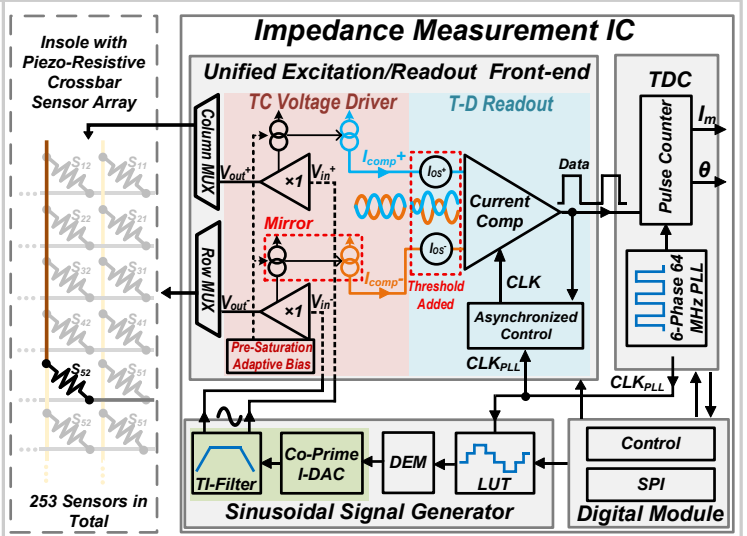 Impedance Measurement IC
Insole with
Piezo-Resistive
Crossbar
Sensor Array
S12
S11
S22
S21
S32
S31
S42
S41
S52
S51
S52
S51
253 Sensors in
Total
Unified Excitation/Readout Front-end
TC Voltage Driver
T-D Readout
Column MUX
Row MUX
Vout+
×1
Vin+
Icomp+
IOS+
Mirror
Vout-
×1
Vin-
Icomp-
IOS-
Threshold
Added
Current
Comp
Data
CLK
Asynchronized
Control
Pre-Saturation
Adaptive Bias
CLKPLL
TDC
Pulse Counter
Im
θ
6-Phase 64
MHz PLL
CLKPLL
TI-Filter
Co-Prime
I-DAC
DEM
LUT
Sinusoidal Signal Generator
Control
SPI
Digital Module